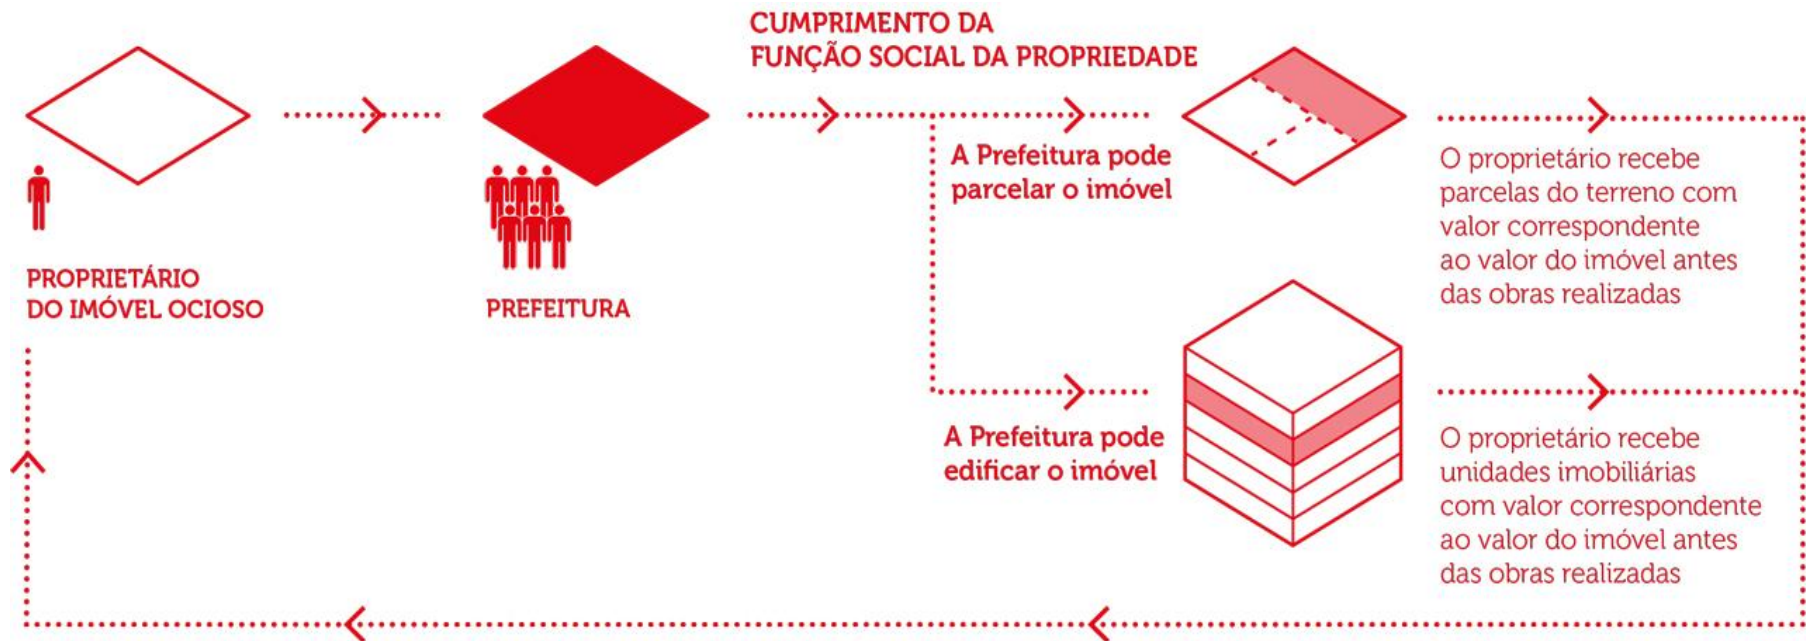 CUMPRIMENTO DA
FUNÇÃO SOCIAL DA PROPRIEDADE
PROPRIETÁRIO
DO IMÓVEL OCIOSO
PREFEITURA
A Prefeitura pode
parcelar o imóvel
O proprietário recebe
parcelas do terreno com
valor correspondente
ao valor do imóvel antes
das obras realizadas
A Prefeitura pode
edificar o imóvel
O proprietário recebe
unidades imobiliárias
com valor correspondente
ao valor do imóvel antes
das obras realizadas